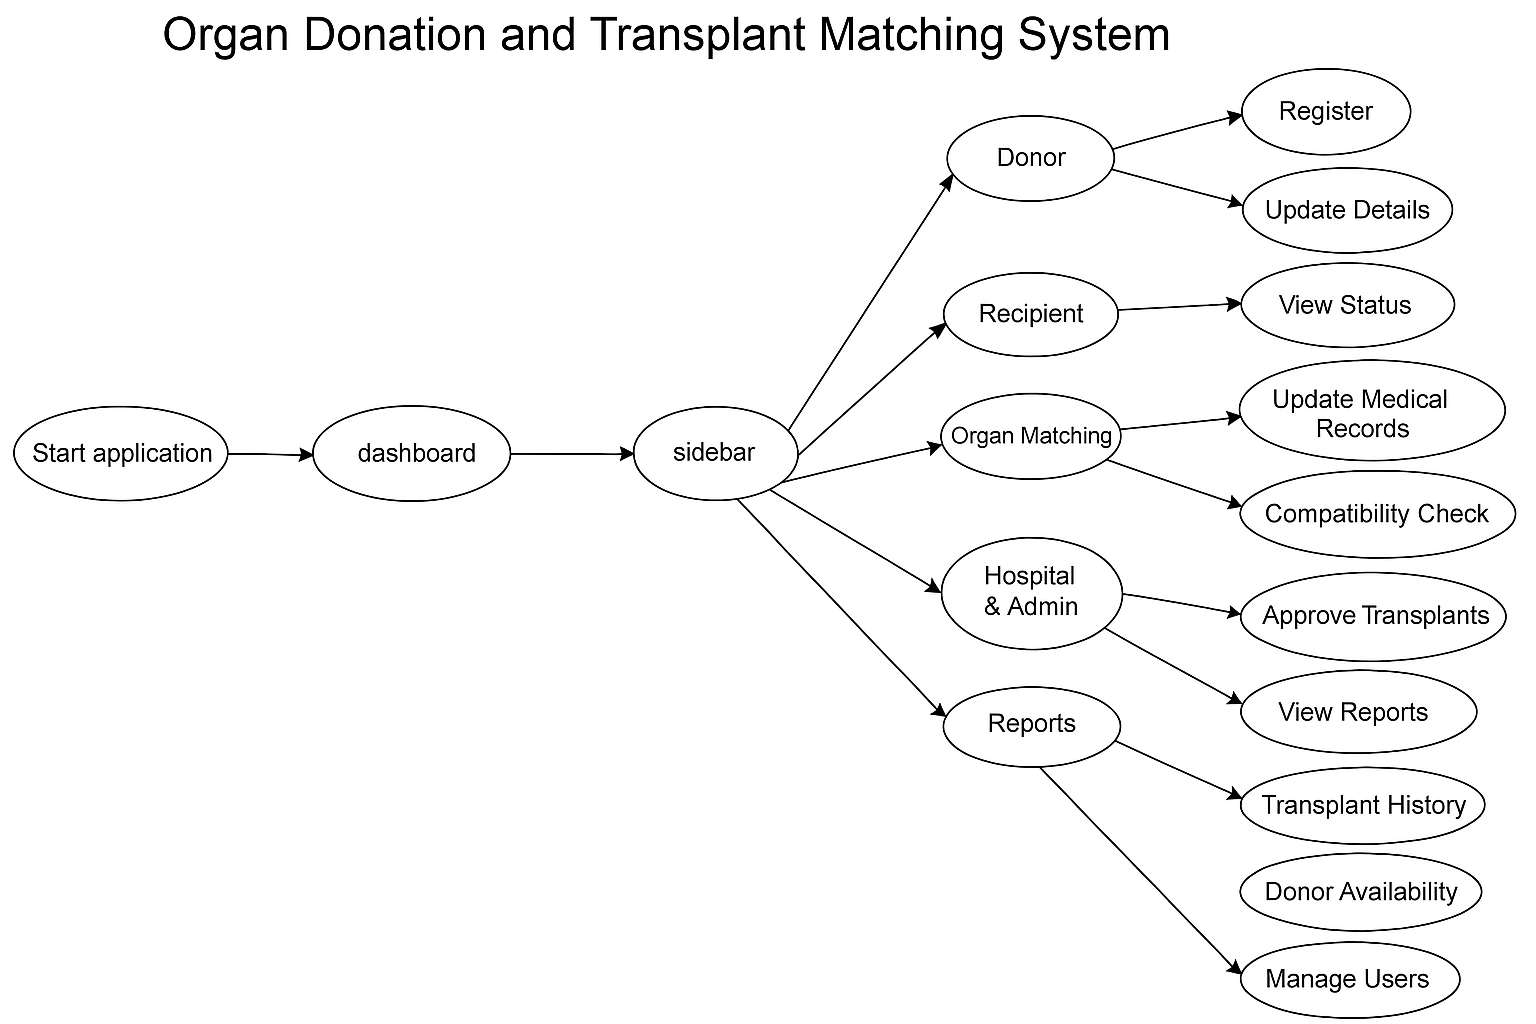 Organ Donation and Transplant Matching System
Start application
dashboard
sidebar
Donor
Register
Update Details
Recipient
View Status
Organ Matching
Update Medical
Records
Compatibility Check
Hospital
& Admin
Approve Transplants
View Reports
Reports
Transplant History
Donor Availability
Manage Users